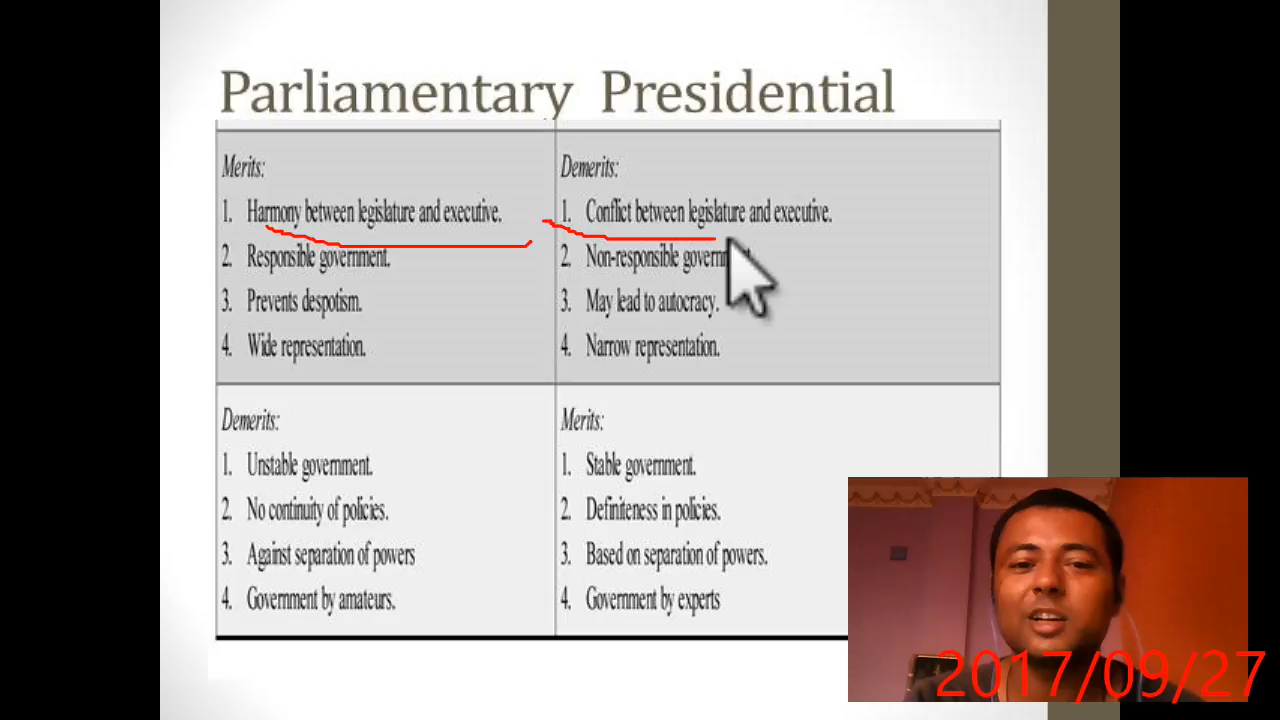 Parliamentary Presidential
Merits:
1. Harmony between legislature and executive.
2. Responsible government.
3. Prevents despotism.
4. Wide representation.
Demerits:
1. Conflict between legislature and executive.
2. Non-responsible
3. May lead to autocracy.
4. Narrow representation.
Demerits:
1. Unstable government.
2. No continuity of policies.
3. Against separation of powers
4. Government by amateurs.
Merits:
1. Stable government.
2. Definiteness in policies.
3. Based on separation of powers.
4. Government by experts
2017/09/27